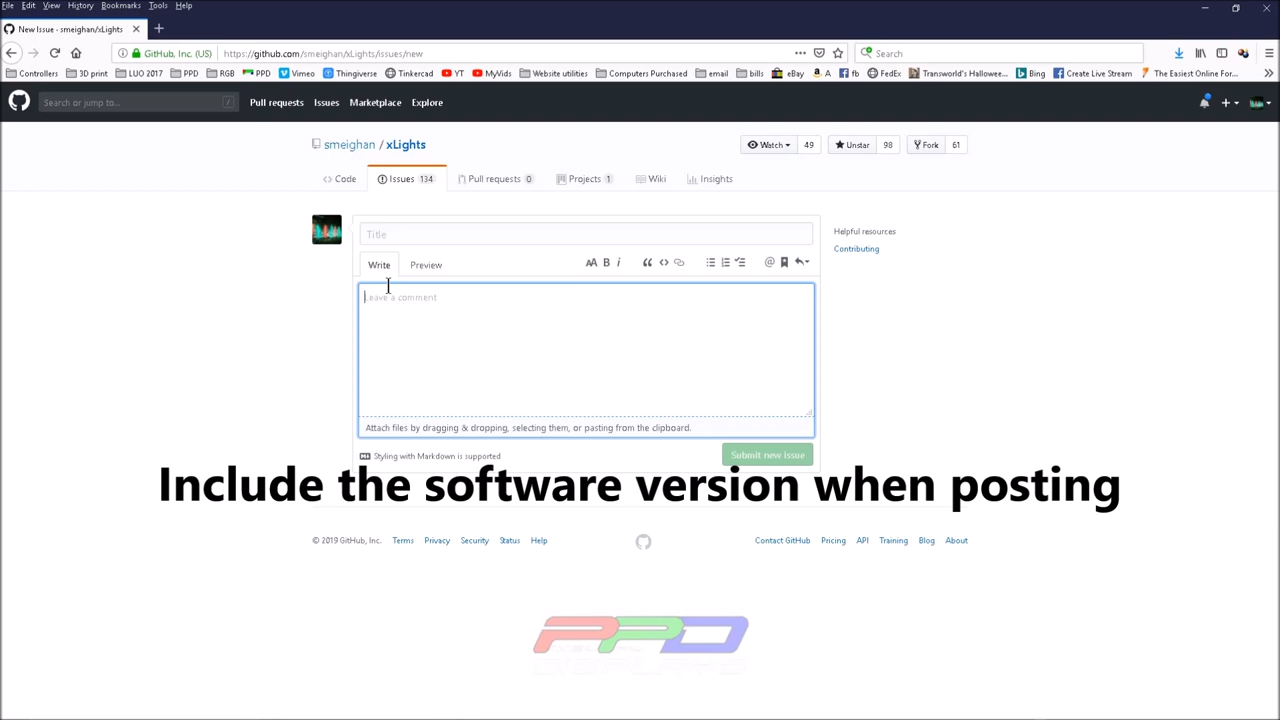 File Edit View History Bookmarks Tools Help
New Issue · smeighan/xLights
GitHub, Inc. (US) https://github.com/smeighan/xLights/issues/new Search
Controllers 3D print LUO 2017 PPD RGB PPD Vimeo Thingiverse Tinkercad YT MyVids Website utilities Computers Purchased email bills eBay A fb FedEx Transworld's Hallowee... Bing Create Live Stream The Easiest Online For...
Search or jump to... / Pull requests Issues Marketplace Explore
smeighan / xLights Watch 49 Unstar 98 Fork 61
Code Issues 134 Pull requests 0 Projects 1 Wiki Insights
Title
Helpful resources
Write Preview
Contributing
Leave a comment
Attach files by dragging & dropping, selecting them, or pasting from the clipboard.
Styling with Markdown is supported Submit new issue
Include the software version when posting
© 2019 GitHub, Inc. Terms Privacy Security Status Help Contact GitHub Pricing API Training Blog About
PPD